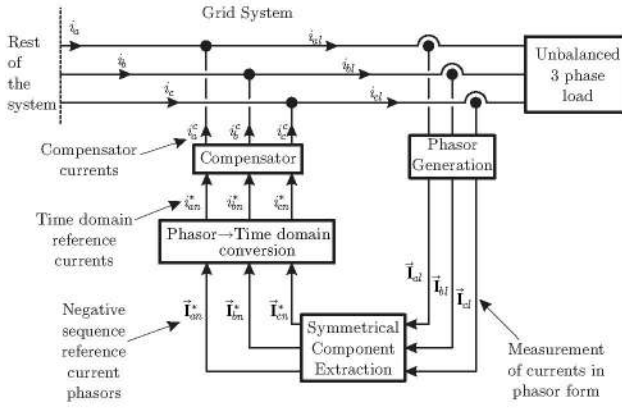 Grid System
i_a
i_al
Rest
of
the
system
i_b
i_bl
Unbalanced
3 phase
load
i_c
i_cl
i_a^c
i_b^c
i_c^c
Compensator
currents
Compensator
Phasor
Generation
i_an^*
i_bn^*
i_cn^*
Time domain
reference
currents
Phasor→Time domain
conversion
I_al
I_bl
I_cl
I_an^*
I_bn^*
I_cn^*
Negative
sequence
reference
current
phasors
Symmetrical
Component
Extraction
Measurement
of currents in
phasor form